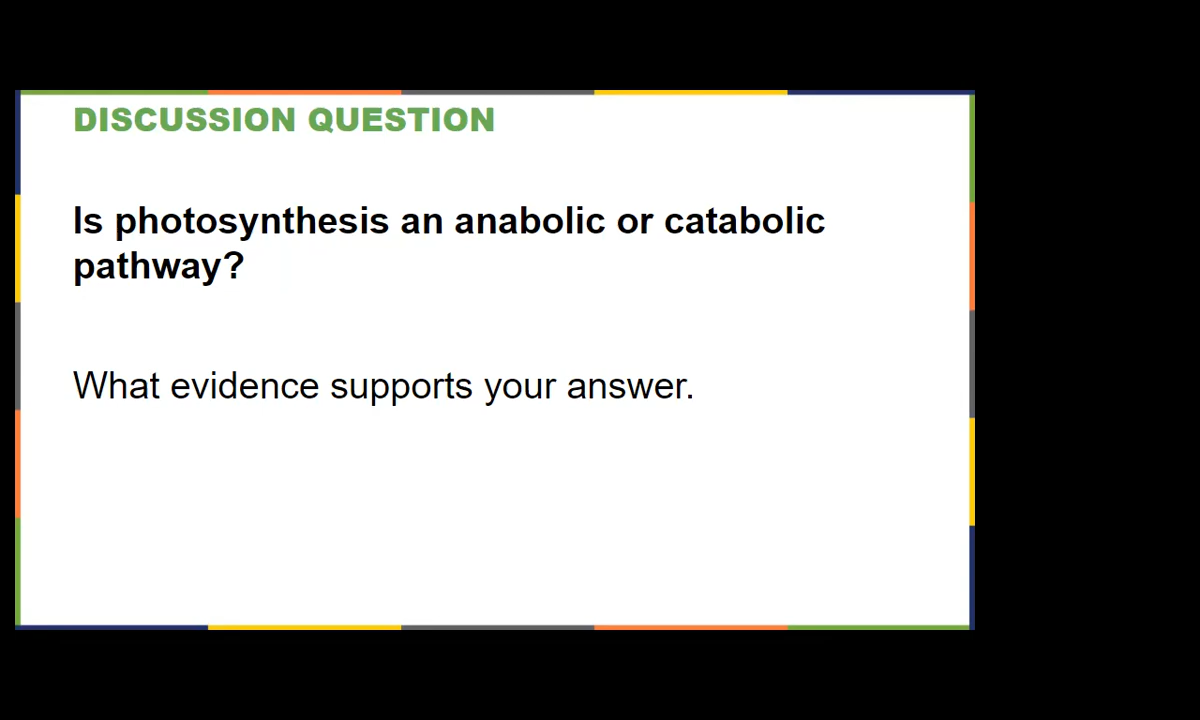 DISCUSSION QUESTION
Is photosynthesis an anabolic or catabolic
pathway?
What evidence supports your answer.